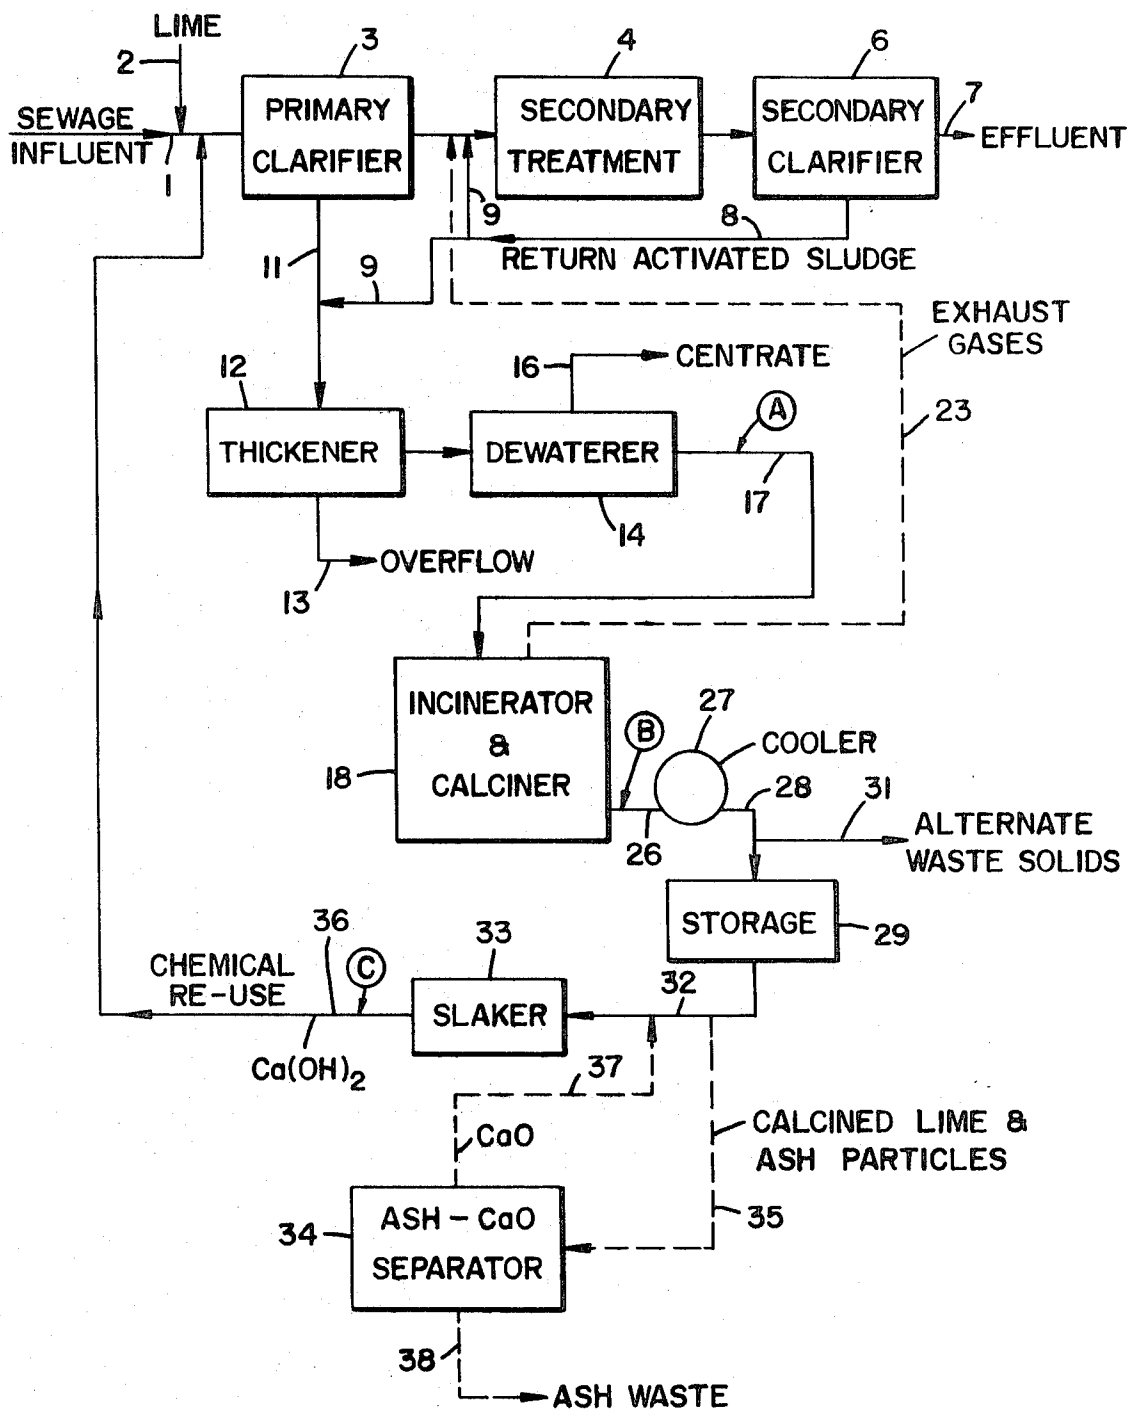 LIME
2
3
4
6
7
SEWAGE
INFLUENT
1
PRIMARY
CLARIFIER
SECONDARY
TREATMENT
SECONDARY
CLARIFIER
EFFLUENT
9
8
RETURN ACTIVATED SLUDGE
11
9
EXHAUST
GASES
23
12
16
CENTRATE
A
THICKENER
DEWATERER
17
14
13
OVERFLOW
INCINERATOR
&
CALCINER
18
B
27
COOLER
26
28
31
ALTERNATE
WASTE SOLIDS
STORAGE
29
32
33
SLAKER
36
C
CHEMICAL
RE-USE
Ca(OH)2
37
CaO
CALCINED LIME &
ASH PARTICLES
35
34
ASH-CaO
SEPARATOR
38
ASH WASTE